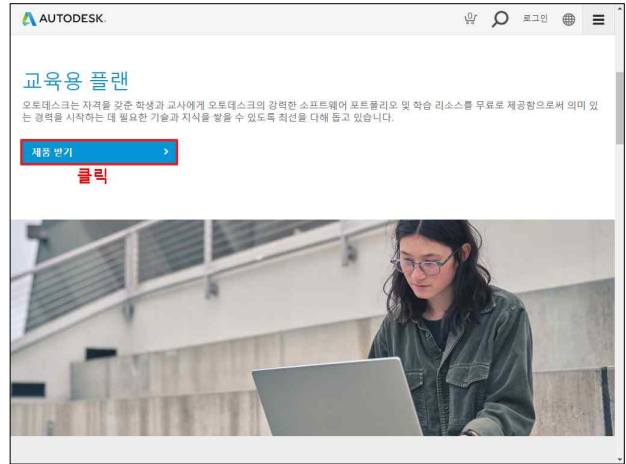 AUTODESK.
로그인
교육용 플랜
오토데스크는 자격을 갖춘 학생과 교사에게 오토데스크의 강력한 소프트웨어 포트폴리오 및 학습 리소스를 무료로 제공함으로써 의미 있
는 경력을 시작하는 데 필요한 기술과 지식을 쌓을 수 있도록 최선을 다해 돕고 있습니다.
제품 받기
클릭